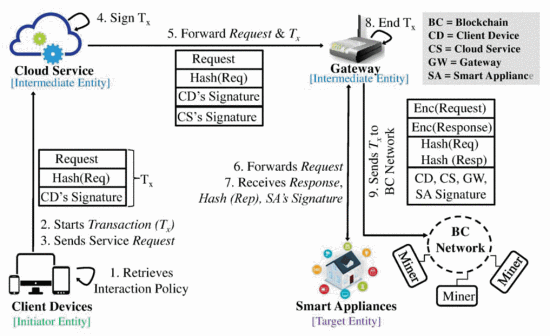 4. Sign Tx
5. Forward Request & Tx
8. End Tx
BC = Blockchain
CD = Client Device
CS = Cloud Service
GW = Gateway
SA = Smart Appliance
Cloud Service
[Intermediate Entity]
Request
Hash(Req)
CD's Signature
CS's Signature
Gateway
[Intermediate Entity]
Request
Hash(Req)
CD's Signature
Tx
2. Starts Transaction (Tx)
3. Sends Service Request
6. Forwards Request
7. Receives Response,
Hash (Rep), SA's Signature
9. Sends Tx to
BC Network
Enc(Request)
Enc(Response)
Hash(Req)
Hash (Resp)
CD, CS, GW,
SA Signature
1. Retrieves
Interaction Policy
Client Devices
[Initiator Entity]
Smart Appliances
[Target Entity]
BC
Network
Miner
Miner
Miner